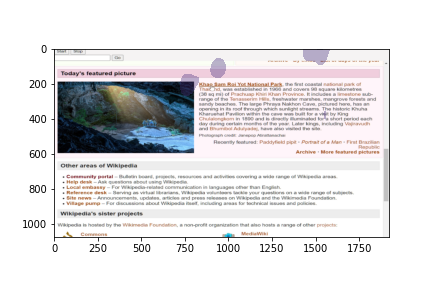 Go
Today's featured picture
Khao Sam Roi Yot National Park, the first coastal national park of
Thailand, was established in 1966 and covers 98 square kilometres
(38 sq mi) of Prachuap Khiri Khan Province. It includes a limestone sub-
range of the Tenasserim Hills, freshwater marshes, mangrove forests and
sandy beaches. The large Phraya Nakhon Cave, pictured here, has an
opening in its roof through which sunlight streams. The Kuha
Kharuehat Pavilion within the cave was built for a visit by King
Chulalongkorn in 1890 and is directly illuminated for a short period each
day during certain months of the year. Later kings, including Vajiravudh
and Bhumibol Adulyadej, have also visited the site.
Photograph credit:
Recently featured: Paddyfield pipit · Portrait of a Man · First Brazilian
Republic
Archive · More featured pictures
Other areas of Wikipedia
• Community portal – Bulletin board, projects, resources and activities covering a wide range of Wikipedia areas.
• Help desk – Ask questions about using Wikipedia.
• Local embassy – For Wikipedia-related communication in languages other than English.
• Reference desk – Serving as virtual librarians, Wikipedia volunteers tackle your questions on a wide range of subjects.
• Site news – Announcements, updates, articles and press releases on Wikipedia and the Wikimedia Foundation.
• Village pump – For discussions about Wikipedia itself, including areas for technical issues and policies.
Wikipedia's sister projects
Wikipedia is hosted by the Wikimedia Foundation, a non-profit organization that also hosts a range of other projects:
Commons
MediaWiki
0
200
400
600
800
1000
0 250 500 750 1000 1250 1500 1750